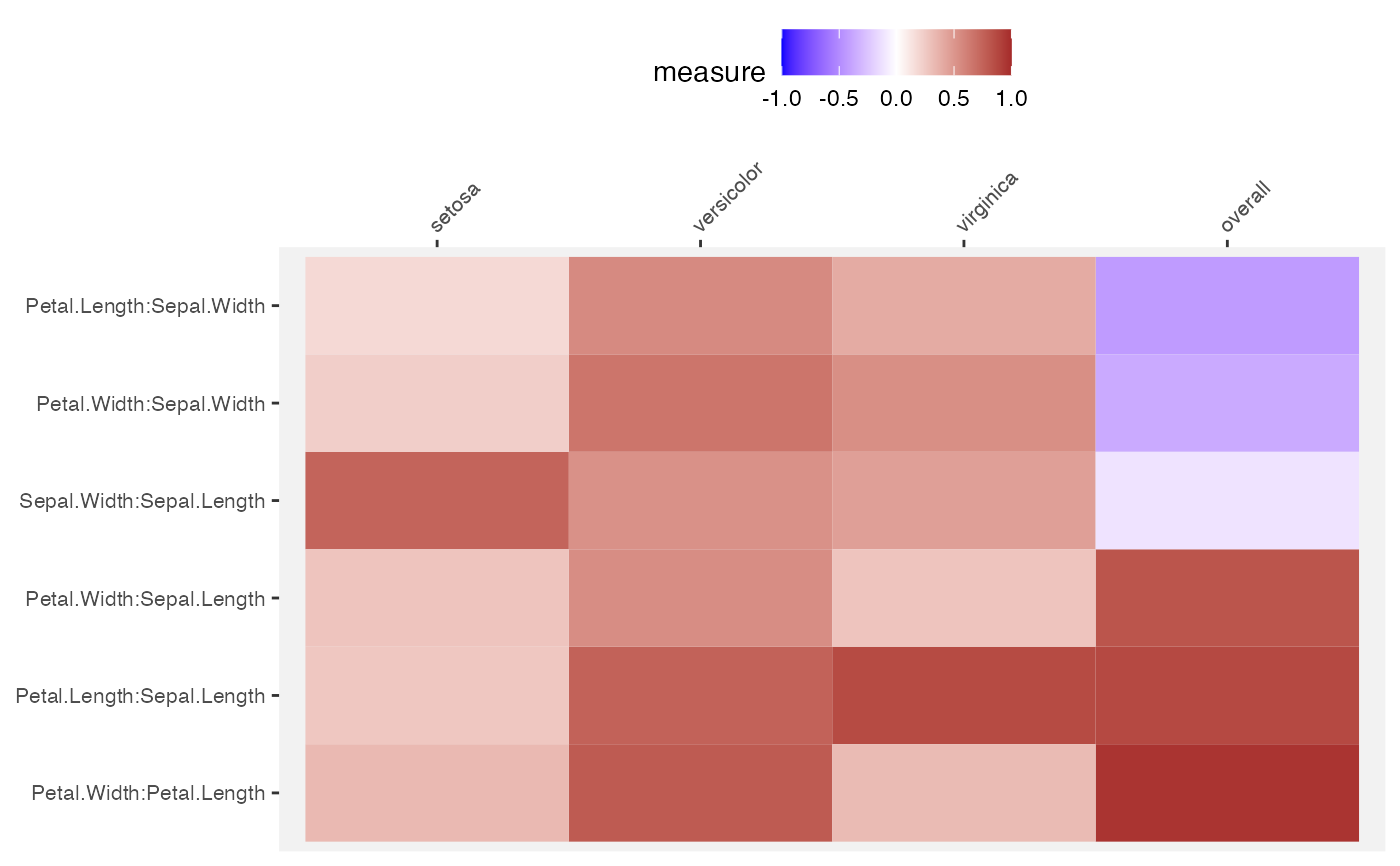 measure
-1.0 -0.5 0.0 0.5 1.0
setosa versicolor virginica overall
Petal.Length:Sepal.Width
Petal.Width:Sepal.Width
Sepal.Width:Sepal.Length
Petal.Width:Sepal.Length
Petal.Length:Sepal.Length
Petal.Width:Petal.Length